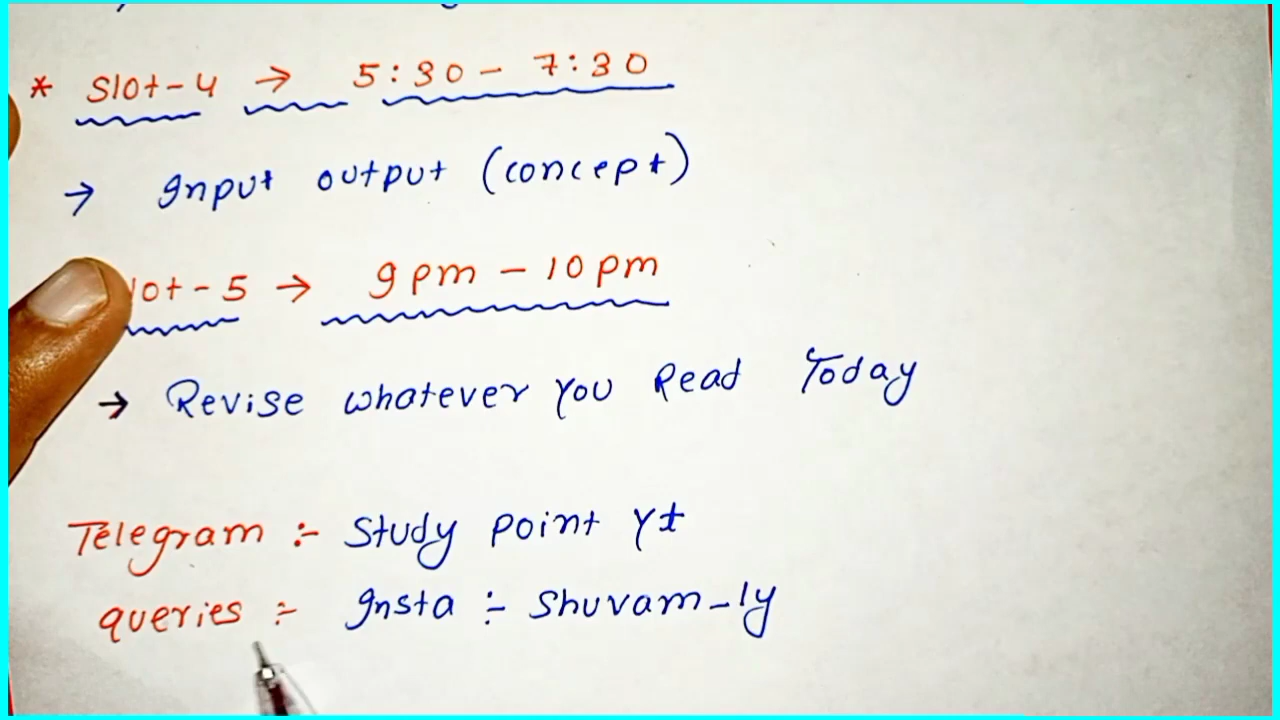 * Slot-4 → 5:30 - 7:30
→ Input output (concept)
lot-5 → 9pm - 10pm
→ Revise whatever you Read Today
Telegram :- Study point Yt
queries :- Insta :- Shuvam-ly